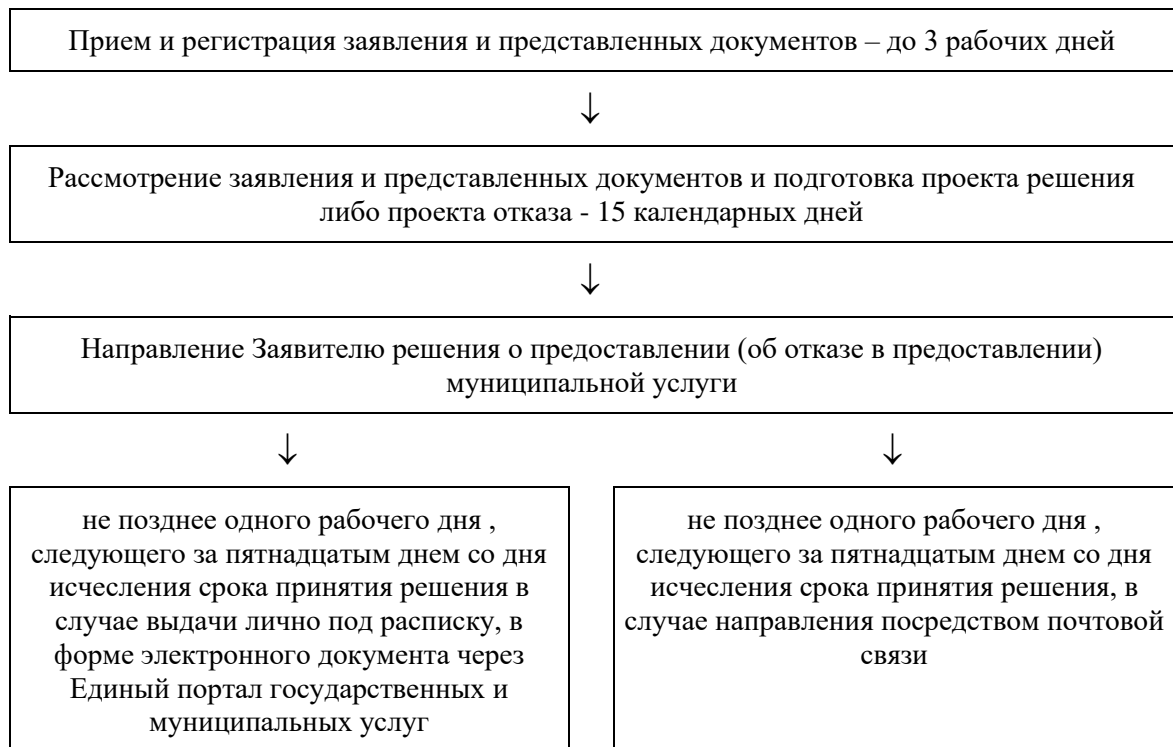 Прием и регистрация заявления и представленных документов – до 3 рабочих дней
↓
Рассмотрение заявления и представленных документов и подготовка проекта решения
либо проекта отказа - 15 календарных дней
↓
Направление Заявителю решения о предоставлении (об отказе в предоставлении)
муниципальной услуги
↓
↓
не позднее одного рабочего дня ,
следующего за пятнадцатым днем со дня
исчесления срока принятия решения в
случае выдачи лично под расписку, в
форме электронного документа через
Единый портал государственных и
муниципальных услуг
не позднее одного рабочего дня ,
следующего за пятнадцатым днем со дня
исчесления срока принятия решения, в
случае направления посредством почтовой
связи